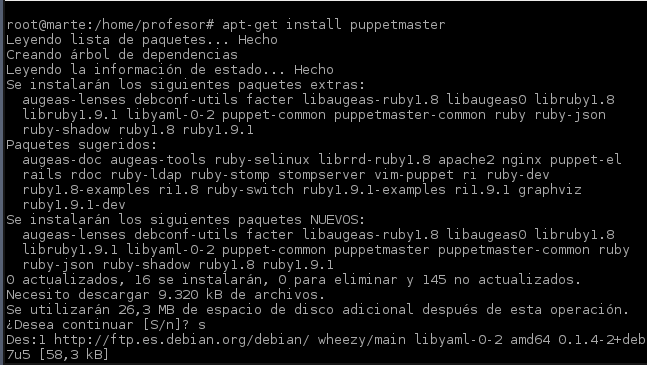 root@marte:/home/profesor# apt-get install puppetmaster
Leyendo lista de paquetes... Hecho
Creando árbol de dependencias
Leyendo la información de estado... Hecho
Se instalarán los siguientes paquetes extras:
  augeas-lenses debconf-utils facter libaugeas-ruby1.8 libaugeas0 libruby1.8
  libruby1.9.1 libyaml-0-2 puppet-common puppetmaster-common ruby ruby-json
  ruby-shadow ruby1.8 ruby1.9.1
Paquetes sugeridos:
  augeas-doc augeas-tools ruby-selinux librrd-ruby1.8 apache2 nginx puppet-el
  rails rdoc ruby-ldap ruby-stomp stompserver vim-puppet ri ruby-dev
  ruby1.8-examples ri1.8 ruby-switch ruby1.9.1-examples ri1.9.1 graphviz
  ruby1.9.1-dev
Se instalarán los siguientes paquetes NUEVOS:
  augeas-lenses debconf-utils facter libaugeas-ruby1.8 libaugeas0 libruby1.8
  libruby1.9.1 libyaml-0-2 puppet-common puppetmaster puppetmaster-common ruby
  ruby-json ruby-shadow ruby1.8 ruby1.9.1
0 actualizados, 16 se instalarán, 0 para eliminar y 145 no actualizados.
Necesito descargar 9.320 kB de archivos.
Se utilizarán 26,3 MB de espacio de disco adicional después de esta operación.
¿Desea continuar [S/n]? s
Des:1 http://ftp.es.debian.org/debian/ wheezy/main libyaml-0-2 amd64 0.1.4-2+deb
7u5 [58,3 kB]